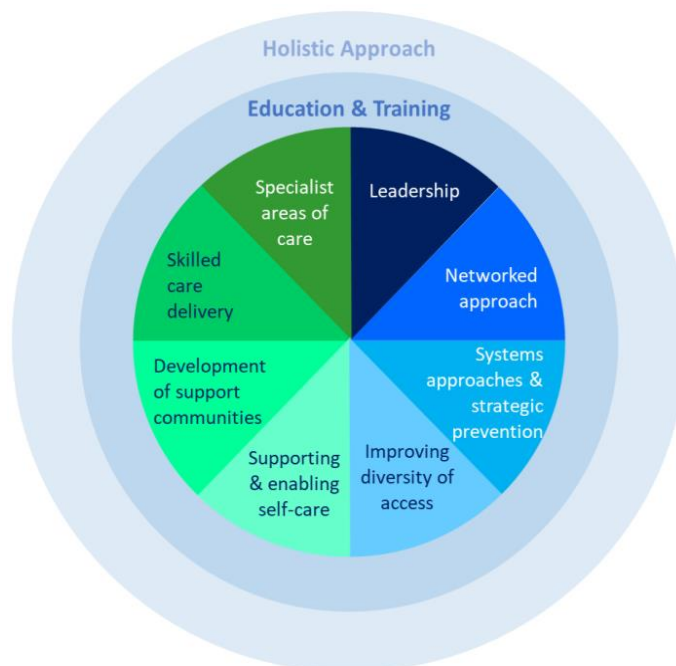 Holistic Approach
Education & Training
Specialist
areas of
care
Leadership
Networked
approach
Systems
approaches &
strategic
prevention
Improving
diversity of
access
Supporting
& enabling
self-care
Development
of support
communities
Skilled
care
delivery